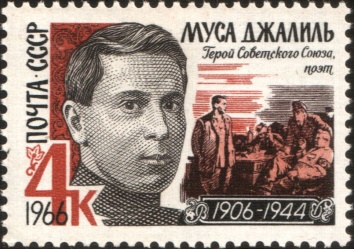 ПОЧТА·СССР
МУСА ДЖАЛИЛЬ
Герой Советского Союза,
поэт
4К
1966
1906-1944